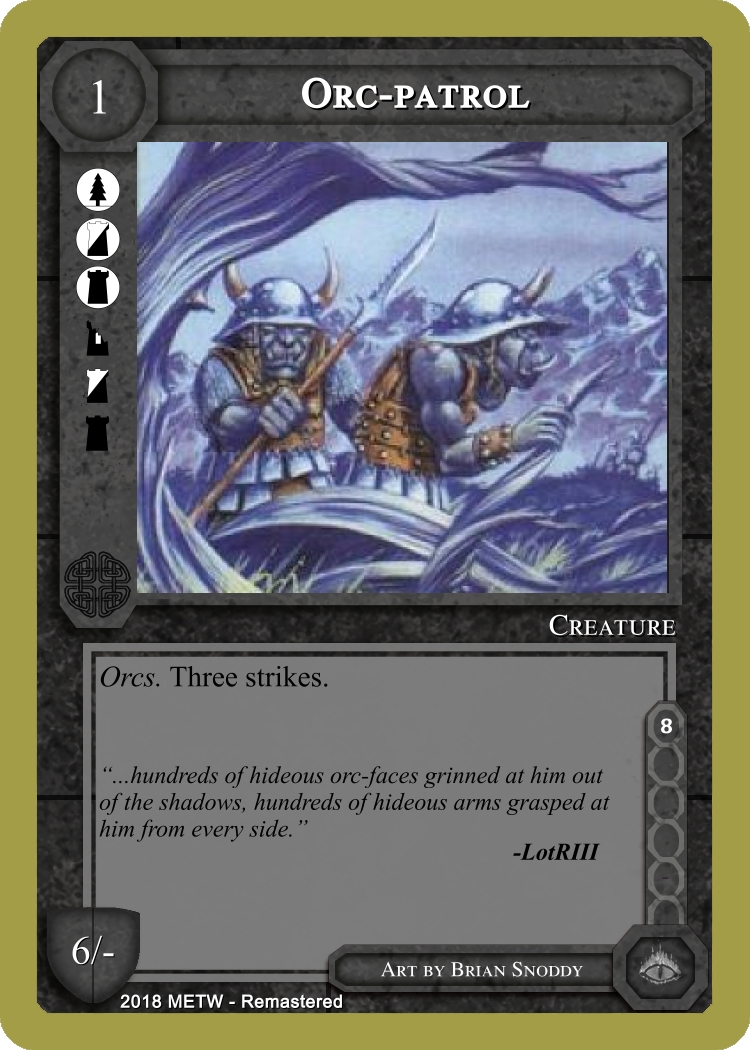 1
Orc-patrol
Creature
Orcs. Three strikes.
8
“...hundreds of hideous orc-faces grinned at him out
of the shadows, hundreds of hideous arms grasped at
him from every side.”
-LotRIII
6/-
Art by Brian Snoddy
2018 METW - Remastered